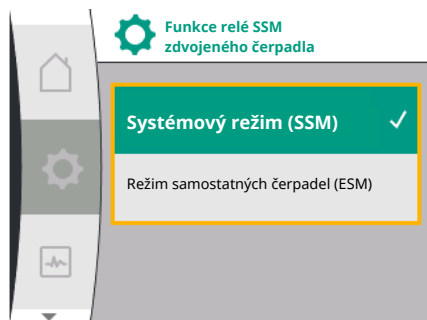 Funkce relé SSM
zdvojeného čerpadla
Systémový režim (SSM)
Režim samostatných čerpadel (ESM)